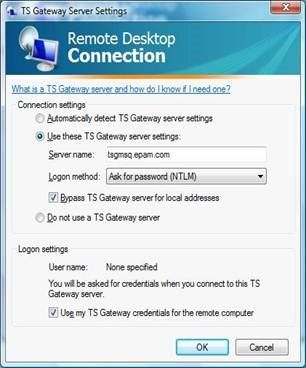 TS Gateway Server Settings
Remote Desktop
Connection
What is a TS Gateway server and how do I know if I need one?
Connection settings
Automatically detect TS Gateway server settings
Use these TS Gateway server settings:
Server name: tsgmsq.epam.com
Logon method: Ask for password (NTLM)
Bypass TS Gateway server for local addresses
Do not use a TS Gateway server
Logon settings
User name: None specified
You will be asked for credentials when you connect to this TS
Gateway server.
Use my TS Gateway credentials for the remote computer
OK Cancel